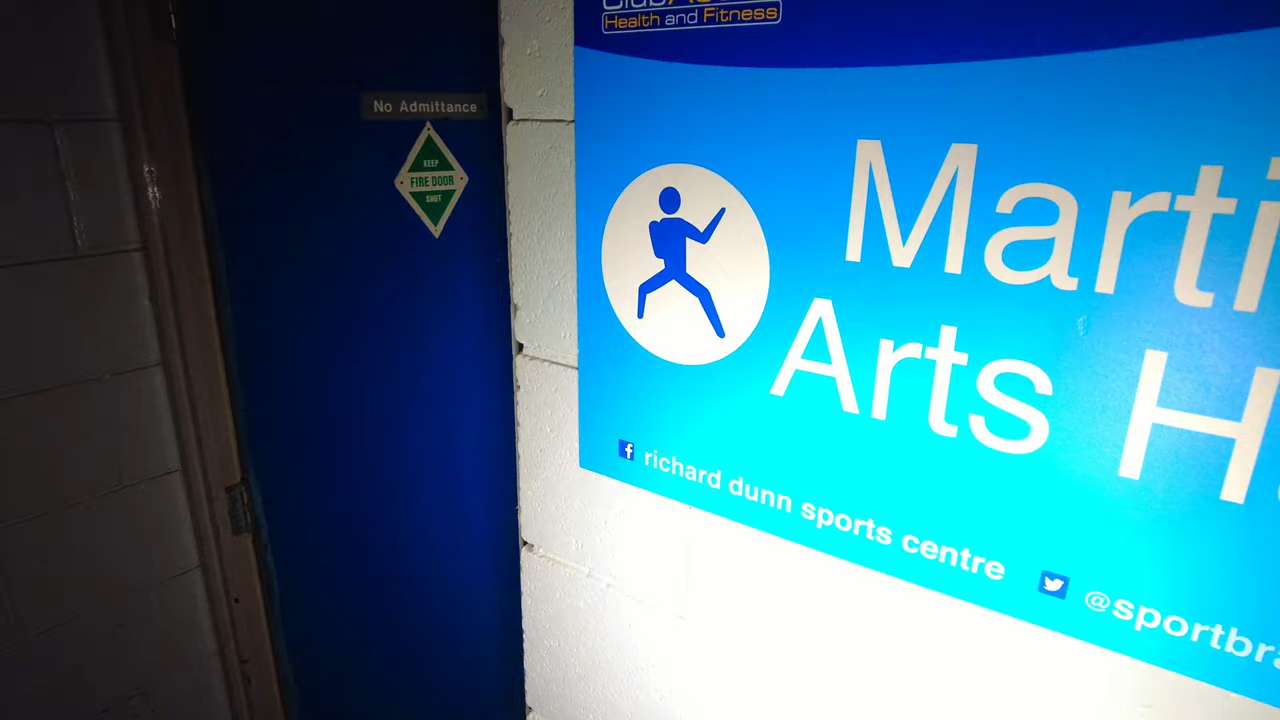 No Admittance
KEEP
FIRE DOOR
SHUT
Health and Fitness
Marti
Arts H
richard dunn sports centre
@sportbra